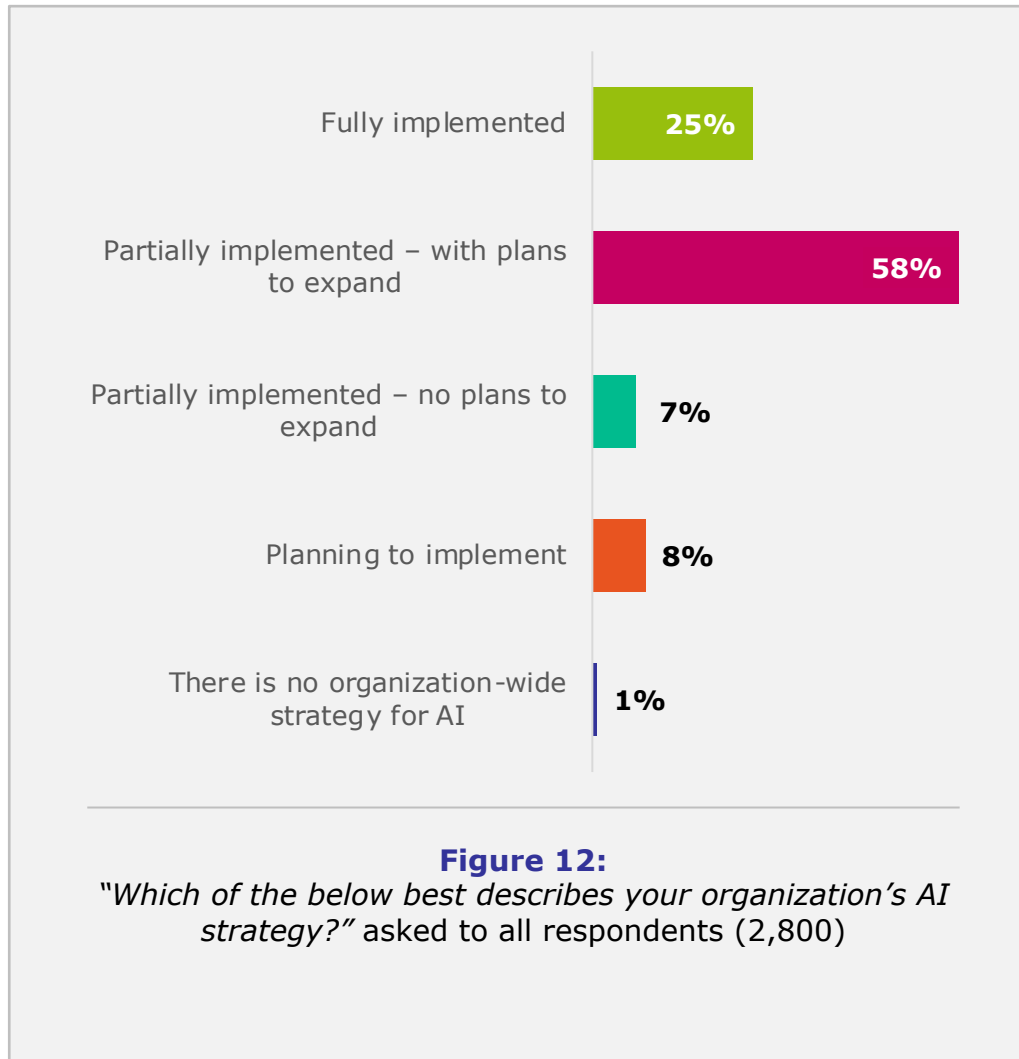 Fully implemented
25%
Partially implemented – with plans
to expand
58%
Partially implemented – no plans to
expand
7%
Planning to implement
8%
There is no organization-wide
strategy for AI
1%
Figure 12:
“Which of the below best describes your organization’s AI
strategy?” asked to all respondents (2,800)